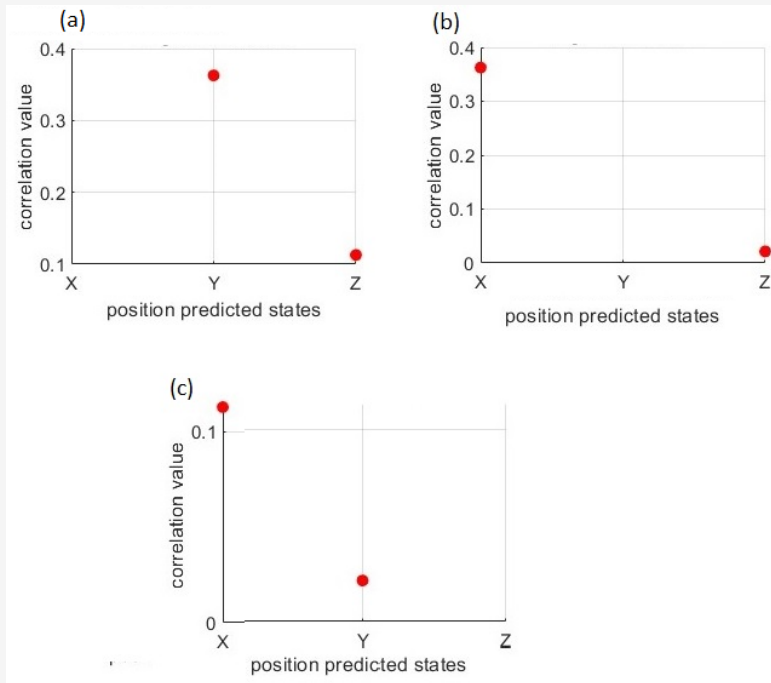 (a)
0.4
0.3
0.2
0.1
correlation value
X Y Z
position predicted states
(b)
0.4
0.3
0.2
0.1
0
correlation value
X Y Z
position predicted states
(c)
0.1
0
correlation value
X Y Z
position predicted states